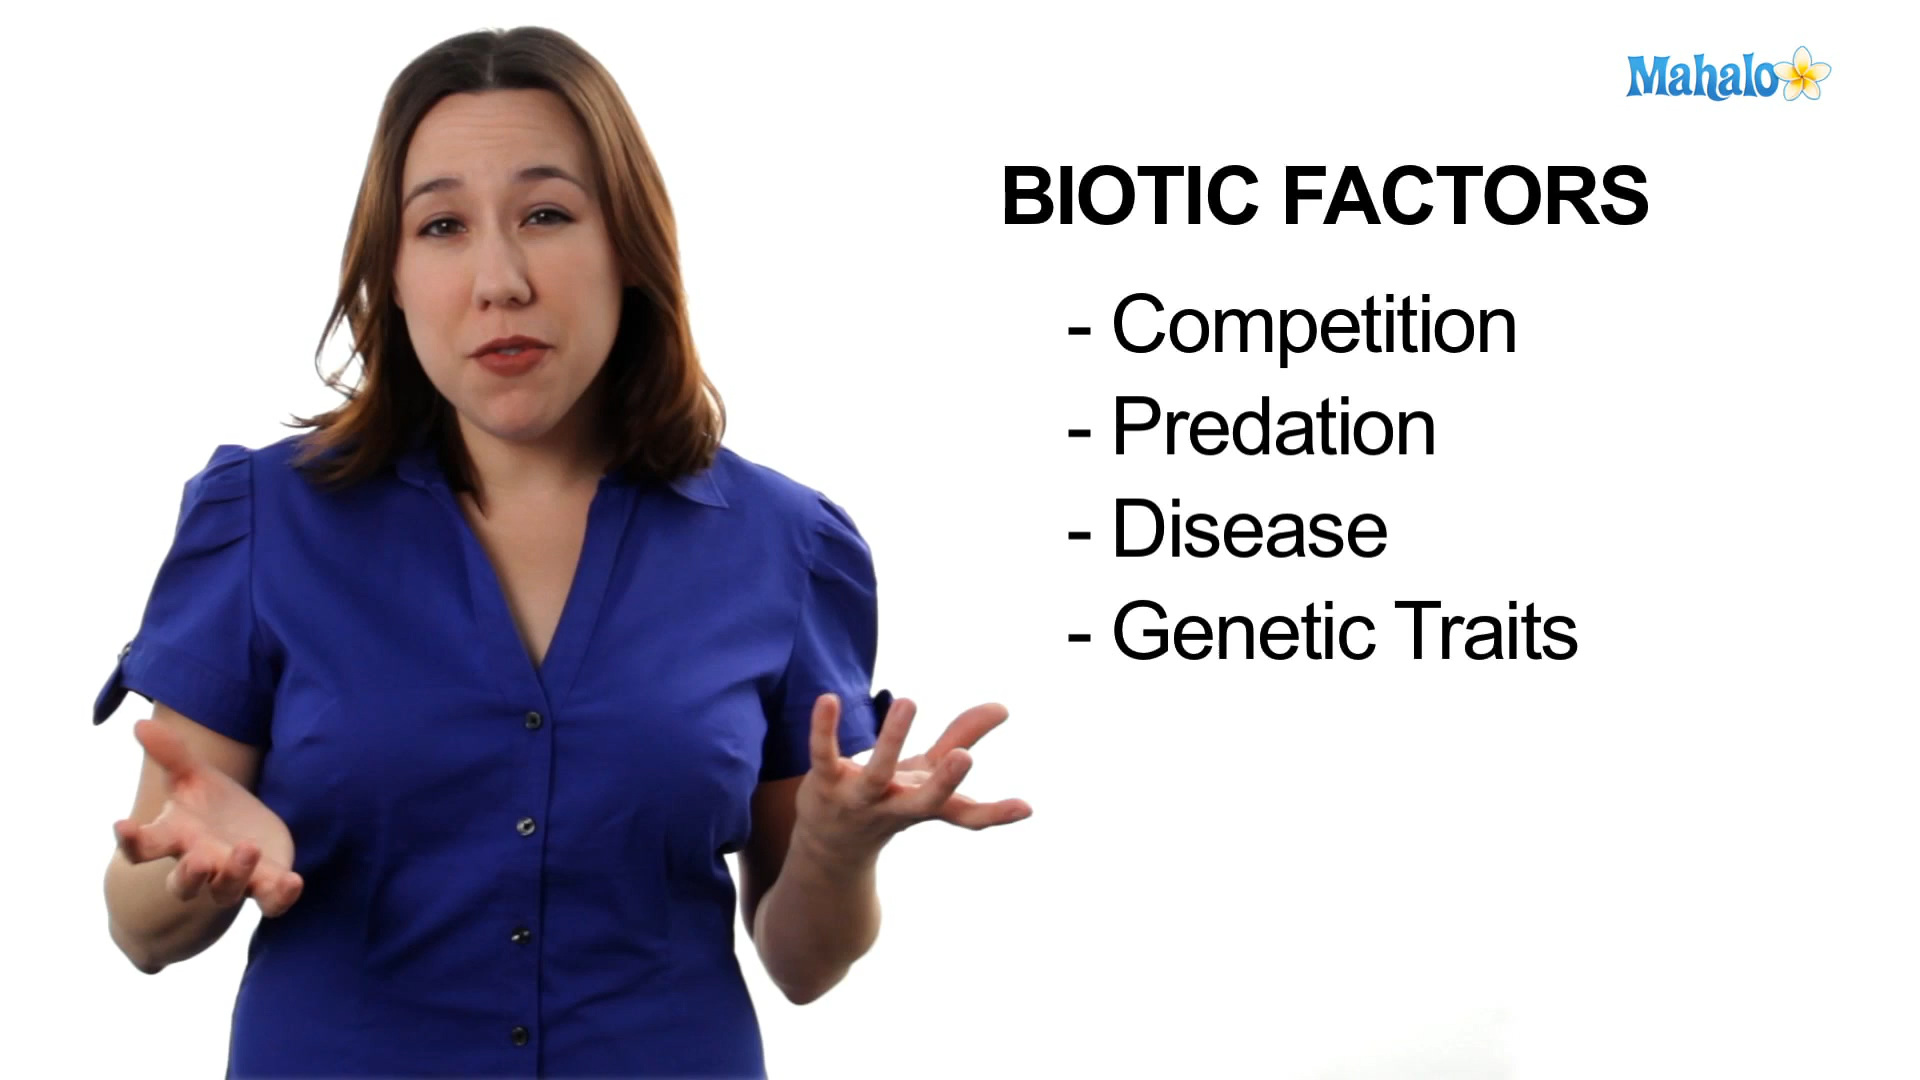 Mahalo
BIOTIC FACTORS
- Competition
- Predation
- Disease
- Genetic Traits